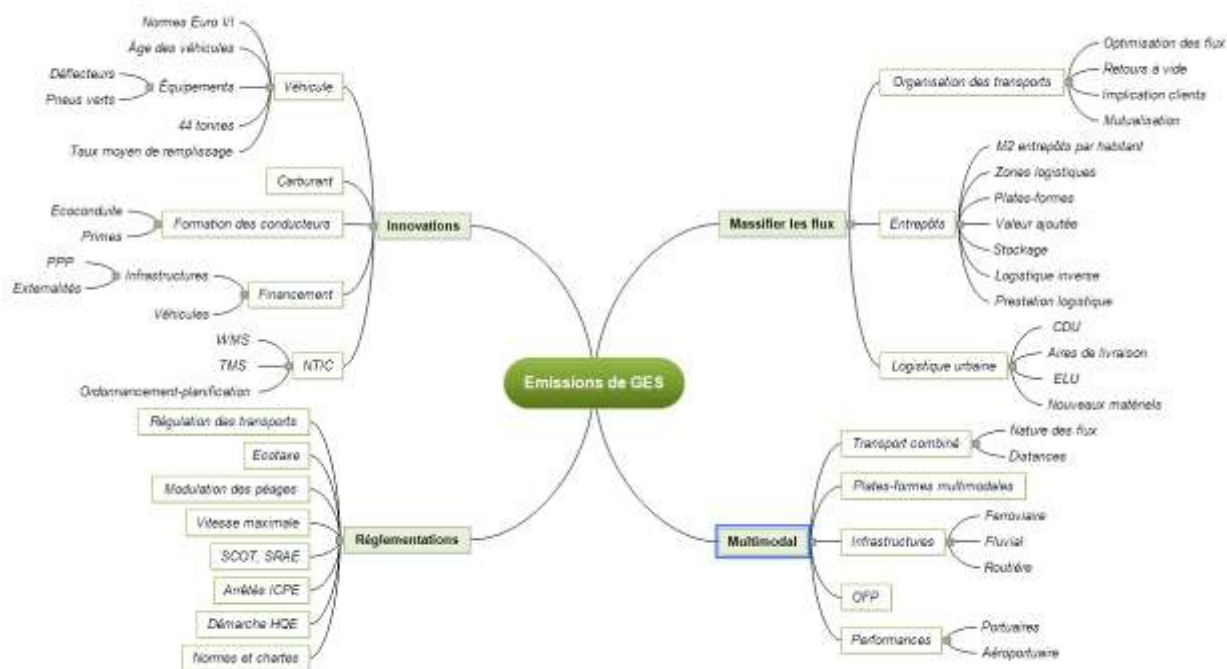 Emissions de GES
Innovations
Véhicule
Normes Euro VI
Âge des véhicules
Équipements
Déflecteurs
Pneus verts
44 tonnes
Taux moyen de remplissage
Carburant
Formation des conducteurs
Ecoconduite
Primes
Financement
Infrastructures
PPP
Externalités
Véhicules
NTIC
WMS
TMS
Ordonnancement-planification
Réglementations
Régulation des transports
Ecotaxe
Modulation des péages
Vitesse maximale
SCOT, SRAE
Arrêtés ICPE
Démarche HQE
Normes et chartes
Massifier les flux
Organisation des transports
Optimisation des flux
Retours à vide
Implication clients
Mutualisation
Entrepôts
M2 entrepôts par habitant
Zones logistiques
Plates-formes
Valeur ajoutée
Stockage
Logistique inverse
Prestation logistique
Logistique urbaine
CDU
Aires de livraison
ELU
Nouveaux matériels
Multimodal
Transport combiné
Nature des flux
Distances
Plates-formes multimodales
Infrastructures
Ferroviaire
Fluvial
Routière
OFP
Performances
Portuaires
Aéroportuaire